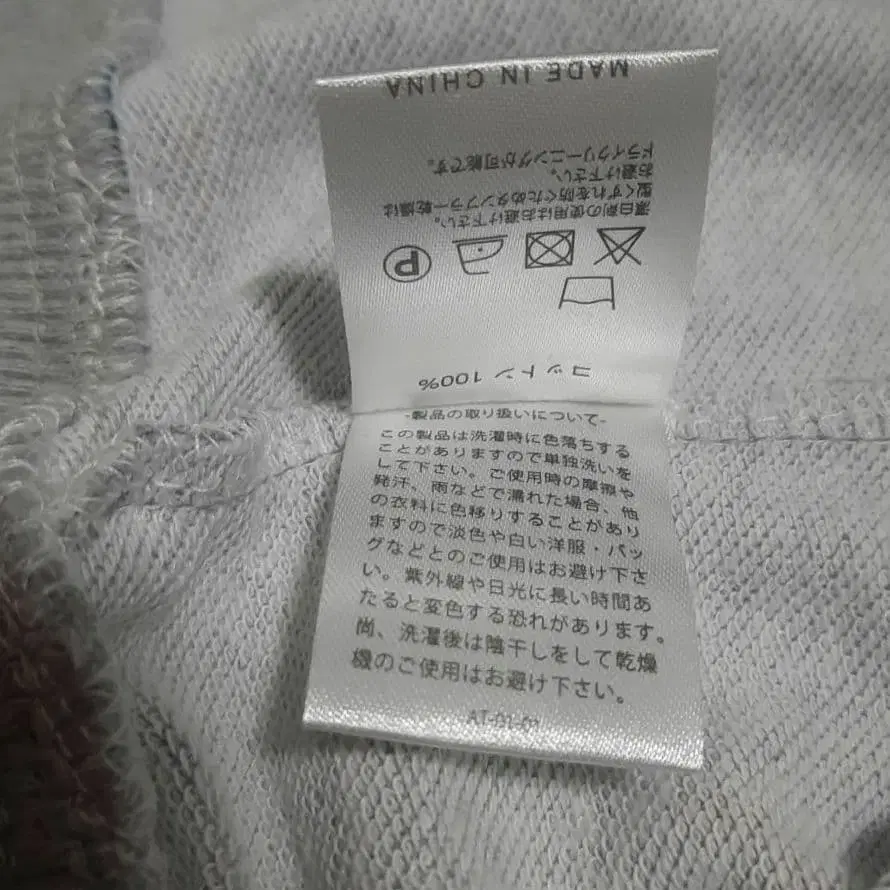 コットン 100%
P
漂白剤の使用はお避け下さい。
型くずれを防ぐためタンブラー乾燥は
お避け下さい。
ドライクリーニングが可能です。
MADE IN CHINA
-製品の取り扱いについて-
この製品は洗濯時に色落ちする
ことがありますので単独洗いを
して下さい。ご使用時の摩擦や
発汗、雨などで濡れた場合、他
の衣料に色移りすることがあり
ますので淡色や白い洋服・バッ
グなどとのご使用はお避け下さ
い。紫外線や日光に長い時間あ
たると変色する恐れがあります。
尚、洗濯後は陰干しをして乾燥
機のご使用はお避け下さい。